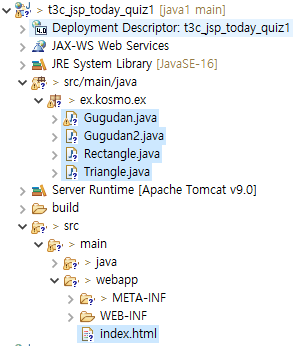 > t3c_jsp_today_quiz1 [java1 main]
Deployment Descriptor: t3c_jsp_today_quiz1
JAX-WS Web Services
JRE System Library [JavaSE-16]
> src/main/java
> ex.kosmo.ex
Gugudan.java
Gugudan2.java
Rectangle.java
Triangle.java
Server Runtime [Apache Tomcat v9.0]
build
> src
> main
> java
> webapp
> META-INF
> WEB-INF
index.html